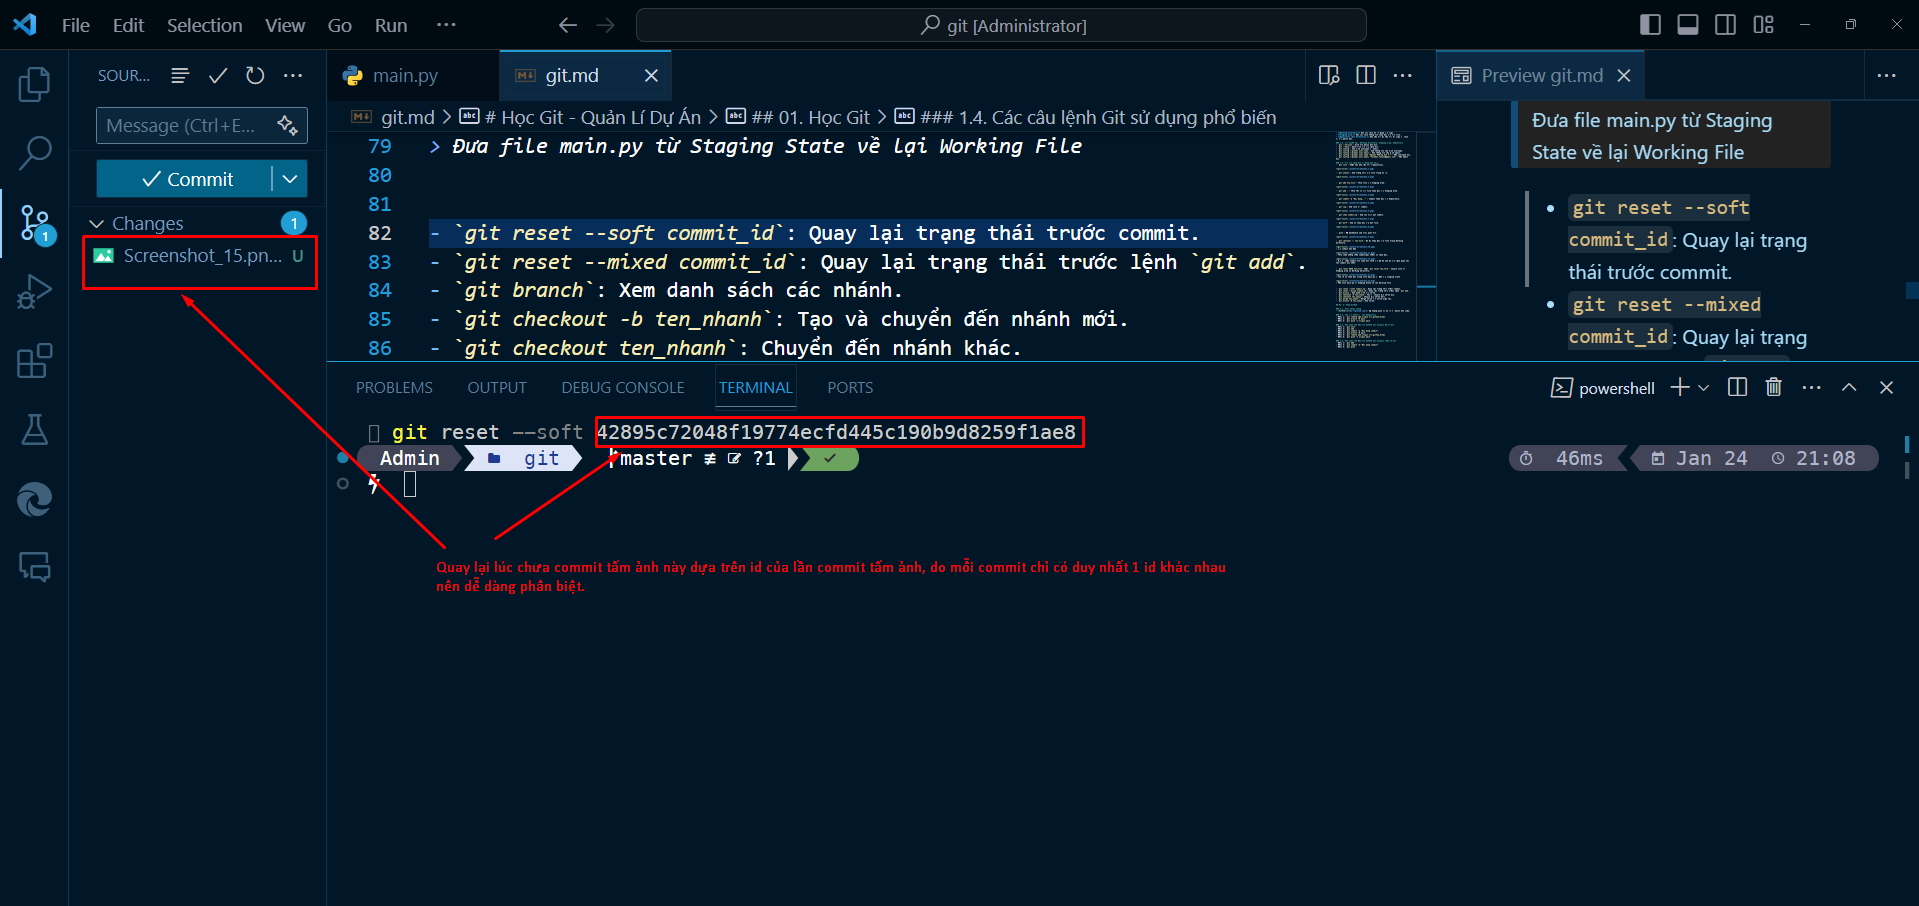 File Edit Selection View Go Run ··· git [Administrator]
SOUR... ···
Message (Ctrl+E...
Commit
Changes 1
Screenshot_15.pn... U
1
main.py git.md
git.md > # Học Git - Quản Lí Dự Án > ## 01. Học Git > ### 1.4. Các câu lệnh Git sử dụng phổ biến
79 > Đưa file main.py từ Staging State về lại Working File
80
81
82 - `git reset --soft commit_id`: Quay lại trạng thái trước commit.
83 - `git reset --mixed commit_id`: Quay lại trạng thái trước lệnh `git add`.
84 - `git branch`: Xem danh sách các nhánh.
85 - `git checkout -b ten_nhanh`: Tạo và chuyển đến nhánh mới.
86 - `git checkout ten_nhanh`: Chuyển đến nhánh khác.
Preview git.md
Đưa file main.py từ Staging
State về lại Working File
• git reset --soft
commit_id: Quay lại trạng
thái trước commit.
• git reset --mixed
commit_id: Quay lại trạng
PROBLEMS OUTPUT DEBUG CONSOLE TERMINAL PORTS
powershell
git reset --soft 42895c72048f19774ecfd445c190b9d8259f1ae8
Admin git master ≢ ?1
46ms Jan 24 21:08
Quay lại lúc chưa commit tấm ảnh này dựa trên id của lần commit tấm ảnh, do mỗi commit chỉ có duy nhất 1 id khác nhau
nên dễ dàng phân biệt.